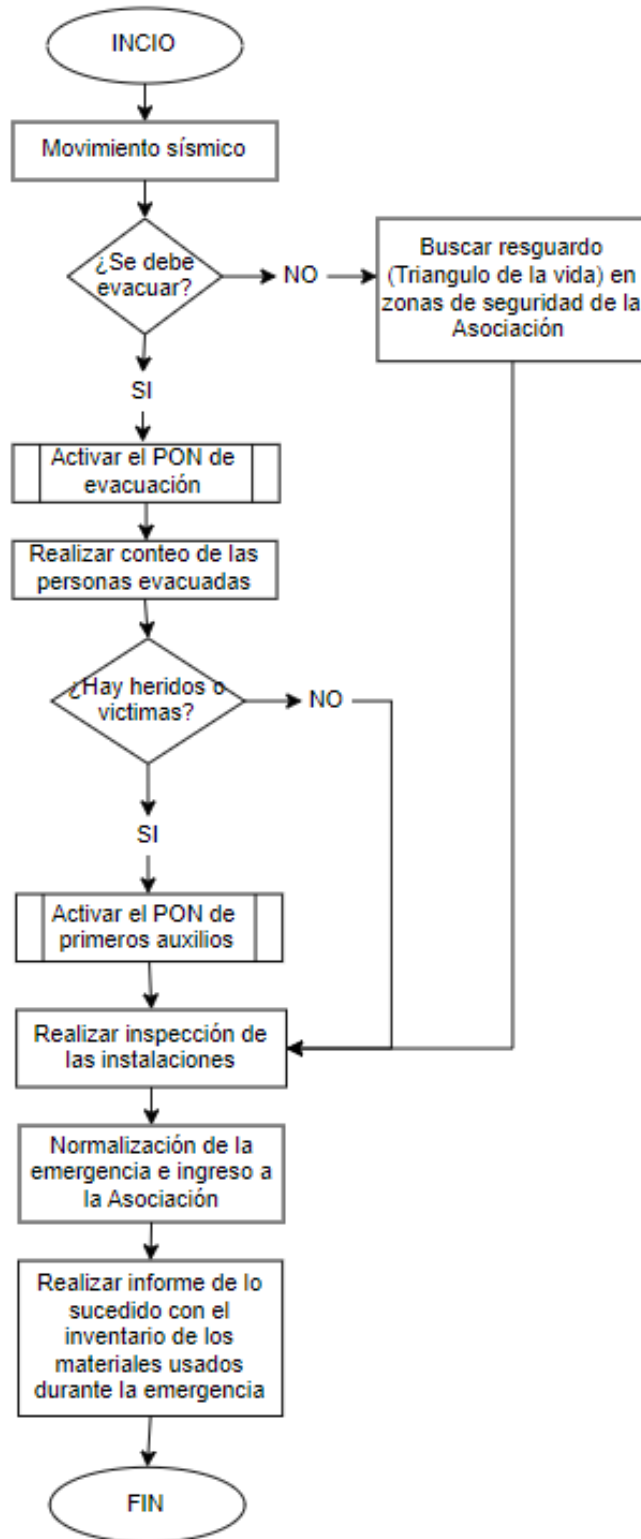 INCIO
Movimiento sísmico
¿Se debe
evacuar?
NO
Buscar resguardo
(Triangulo de la vida) en
zonas de seguridad de la
Asociación
SI
Activar el PON de
evacuación
Realizar conteo de las
personas evacuadas
¿Hay heridos o
victimas?
NO
SI
Activar el PON de
primeros auxilios
Realizar inspección de
las instalaciones
Normalización de la
emergencia e ingreso a
la Asociación
Realizar informe de lo
sucedido con el
inventario de los
materiales usados
durante la emergencia
FIN